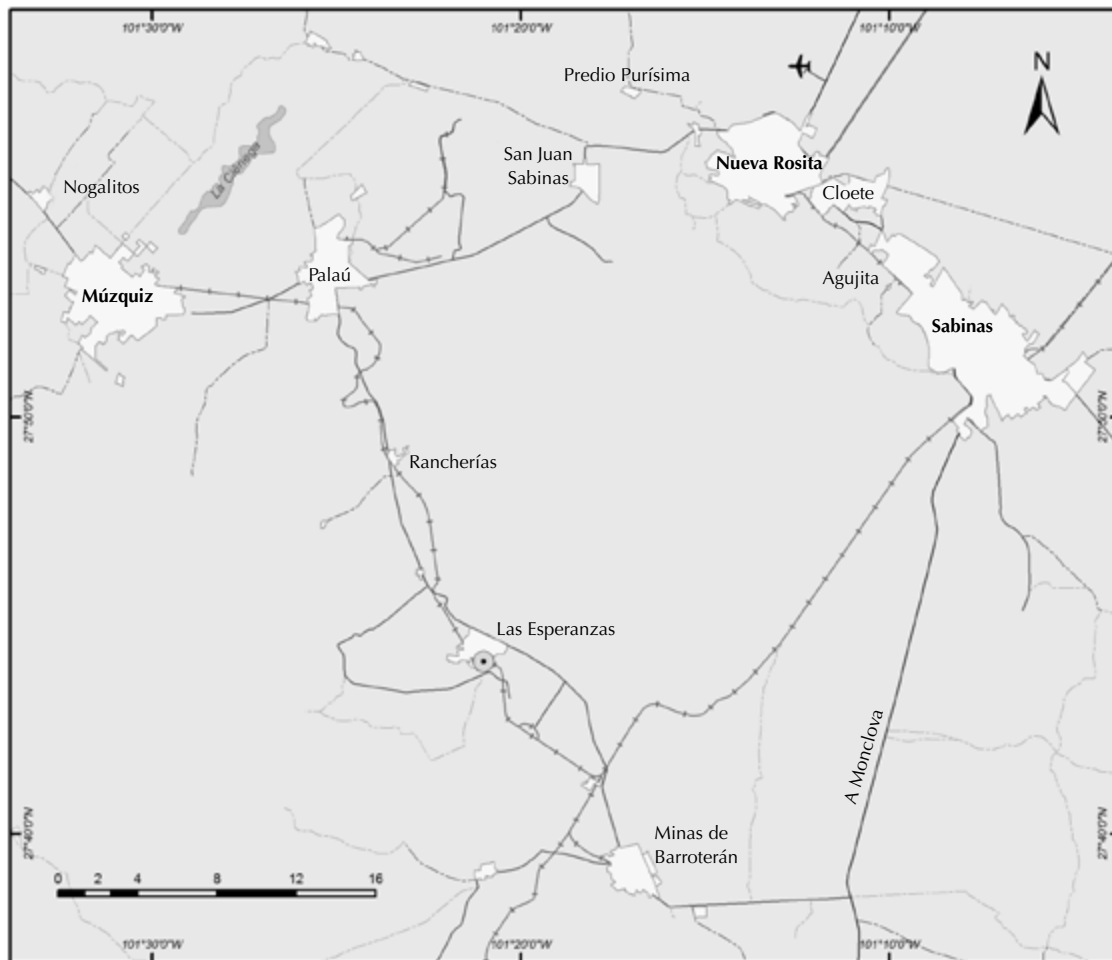 101°30'0"W
101°20'0"W
101°10'0"W
N
Predio Purísima
San Juan
Sabinas
Nueva Rosita
Cloete
La Ciénega
Nogalitos
Palaú
Múzquiz
Agujita
Sabinas
27°50'0"N
27°50'0"N
Rancherías
Las Esperanzas
A Monclova
27°40'0"N
27°40'0"N
Minas de
Barroterán
0 2 4 8 12 16
101°30'0"W
101°20'0"W
101°10'0"W